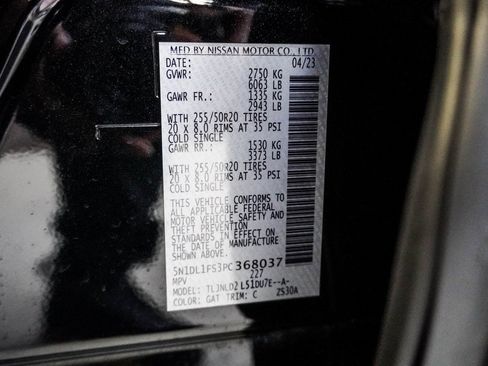 MFD BY NISSAN MOTOR CO., LTD.
DATE: 04/23
GVWR: 2750 KG
6063 LB
GAWR FR.: 1335 KG
2943 LB
WITH 255/50R20 TIRES
20 X 8.0 RIMS AT 35 PSI
COLD SINGLE
GAWR RR.: 1530 KG
3373 LB
WITH 255/50R20 TIRES
20 X 8.0 RIMS AT 35 PSI
COLD SINGLE
THIS VEHICLE CONFORMS TO
ALL APPLICABLE FEDERAL
MOTOR VEHICLE SAFETY AND
THEFT PREVENTION
STANDARDS IN EFFECT ON
THE DATE OF MANUFACTURE
SHOWN ABOVE.
5N1DL1FS3PC368037
MPV 227
MODEL: TLJNLD2 L51DU7E--A-
COLOR: GAT TRIM: C ZS30A